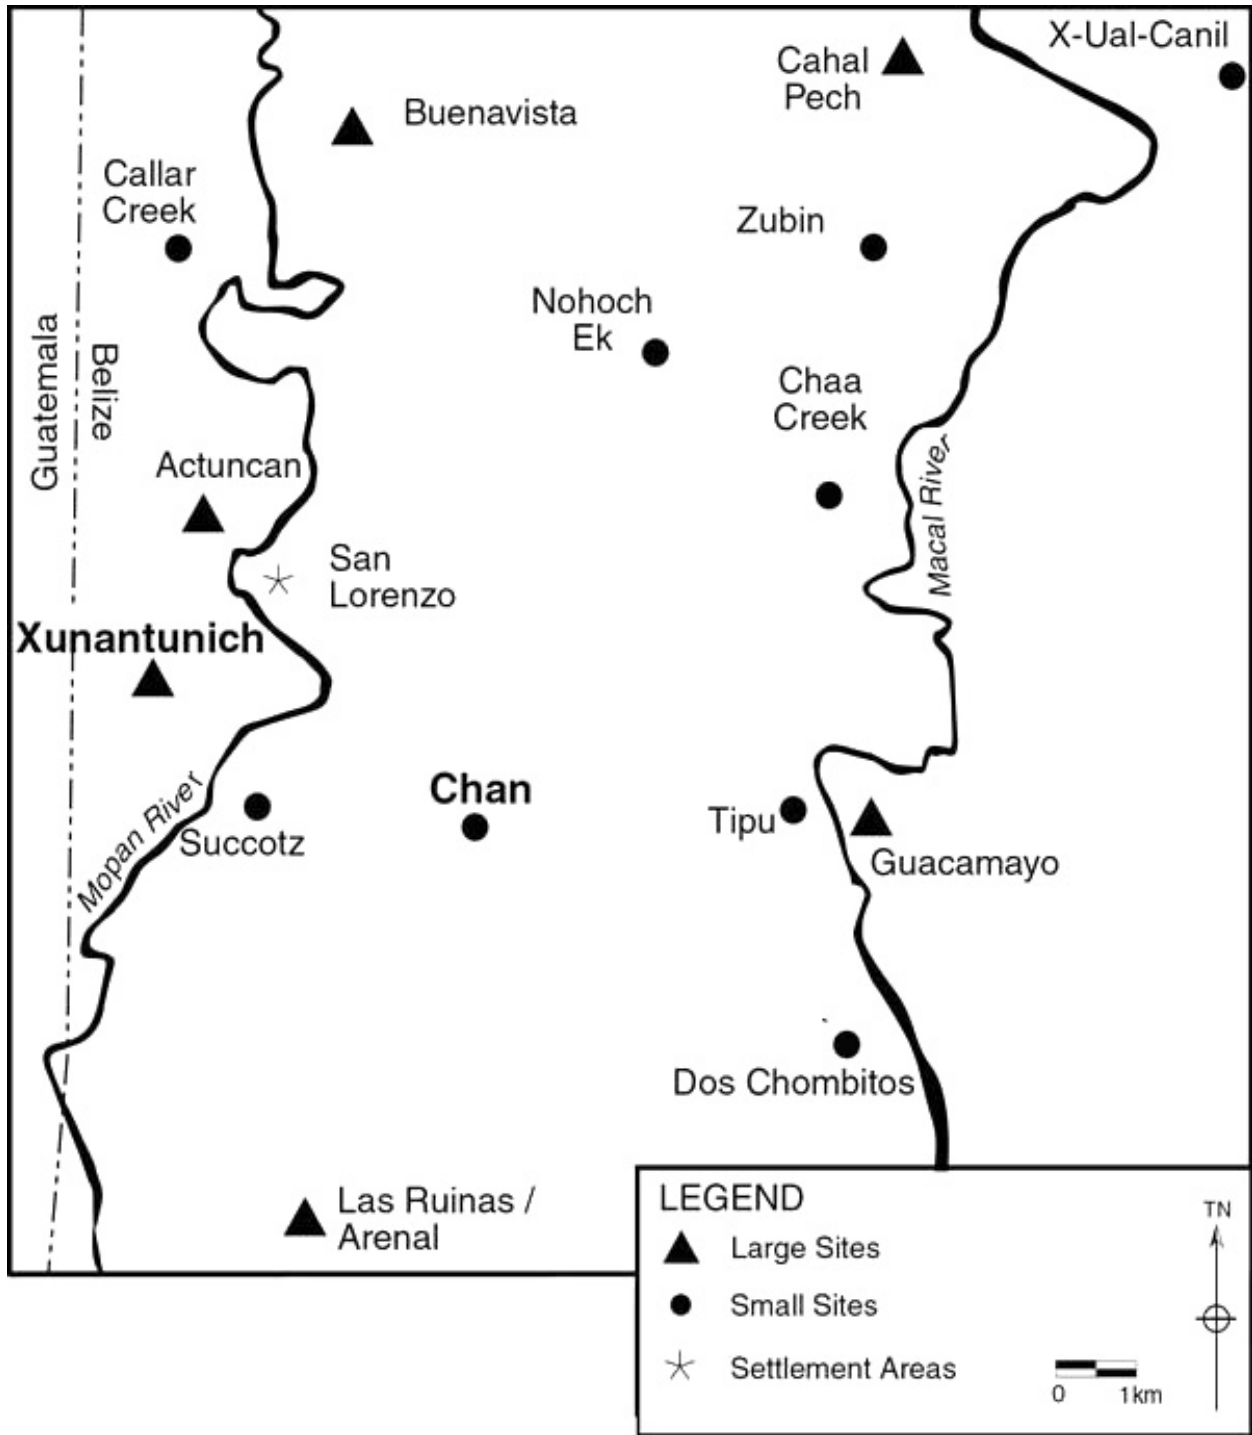 X-Ual-Canil
Cahal
Pech
Buenavista
Callar
Creek
Zubin
Nohoch
Ek
Guatemala
Belize
Chaa
Creek
Actuncan
Macal River
San
Lorenzo
Xunantunich
Chan
Mopan River
Succotz
Tipu
Guacamayo
Dos Chombitos
Las Ruinas /
Arenal
LEGEND
Large Sites
Small Sites
Settlement Areas
TN
0 1km